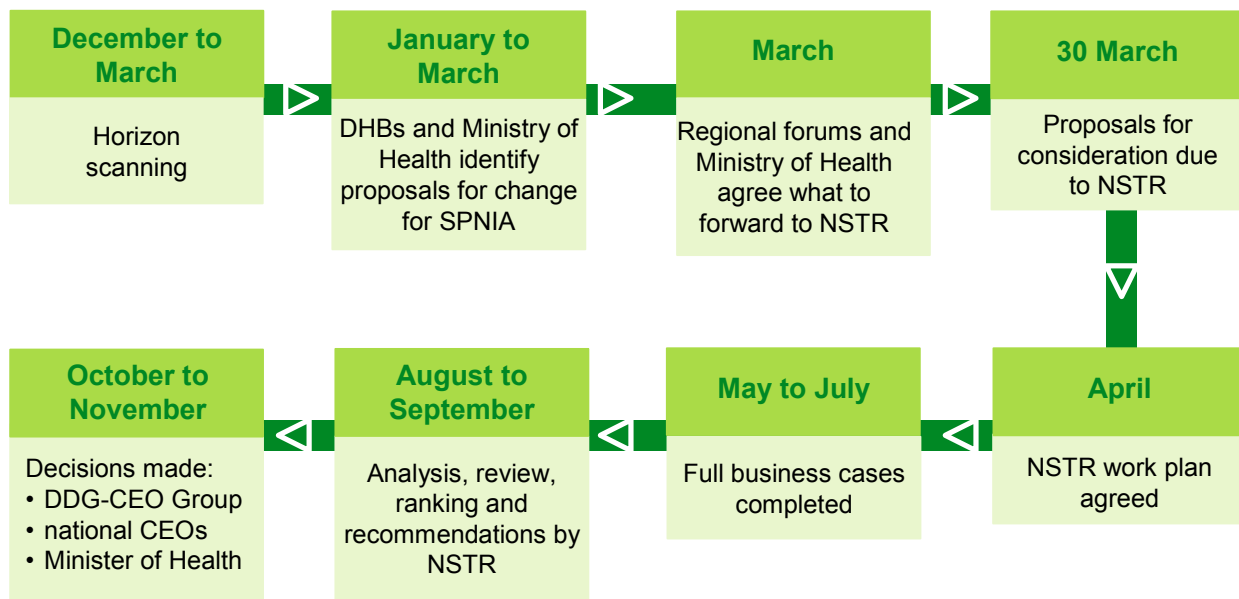 December to
March
Horizon
scanning
January to
March
DHBs and Ministry of
Health identify
proposals for change
for SPNIA
March
Regional forums and
Ministry of Health
agree what to
forward to NSTR
30 March
Proposals for
consideration due
to NSTR
April
NSTR work plan
agreed
May to July
Full business cases
completed
August to
September
Analysis, review,
ranking and
recommendations by
NSTR
October to
November
Decisions made:
• DDG-CEO Group
• national CEOs
• Minister of Health